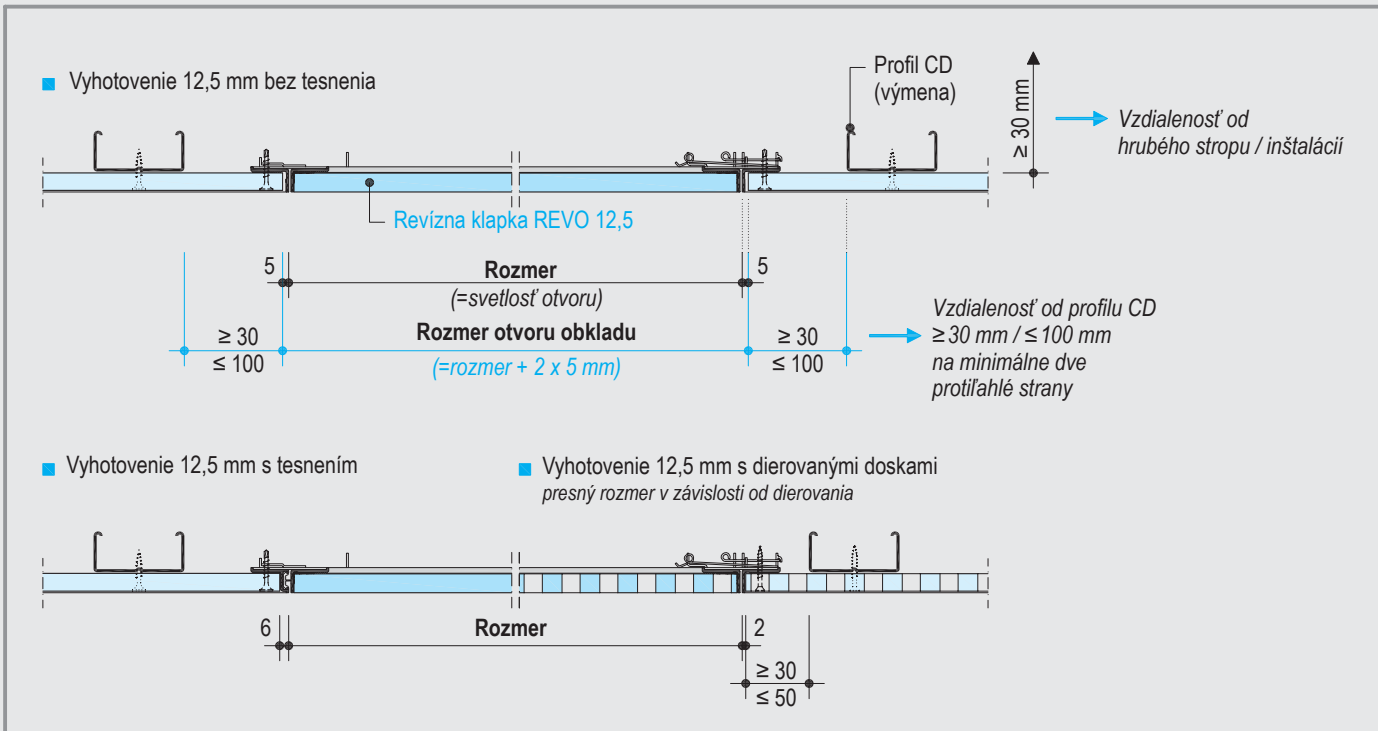 Vyhotovenie 12,5 mm bez tesnenia
Profil CD
(výmena)
≥ 30 mm
Vzdialenosť od
hrubého stropu / inštalácií
Revízna klapka REVO 12,5
5
Rozmer
5
(=svetlosť otvoru)
≥ 30
≤ 100
Rozmer otvoru obkladu
(=rozmer + 2 x 5 mm)
≥ 30
≤ 100
Vzdialenosť od profilu CD
≥ 30 mm / ≤ 100 mm
na minimálne dve
protiľahlé strany
Vyhotovenie 12,5 mm s tesnením
Vyhotovenie 12,5 mm s dierovanými doskami
presný rozmer v závislosti od dierovania
6
Rozmer
2
≥ 30
≤ 50